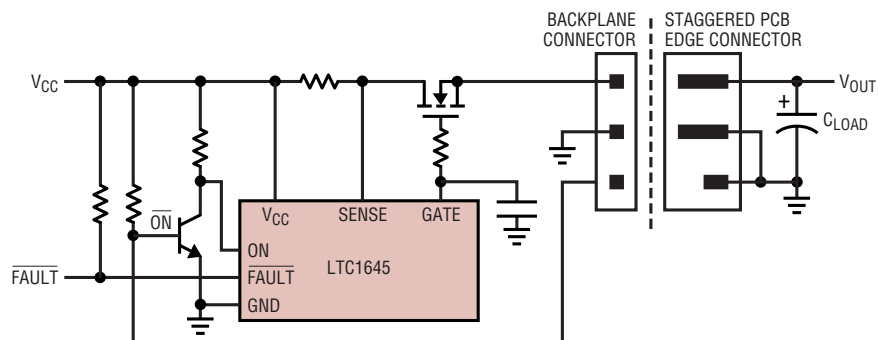 BACKPLANE
CONNECTOR
STAGGERED PCB
EDGE CONNECTOR
VCC
VOUT
+
CLOAD
ON
VCC
SENSE
GATE
ON
FAULT
FAULT
LTC1645
GND